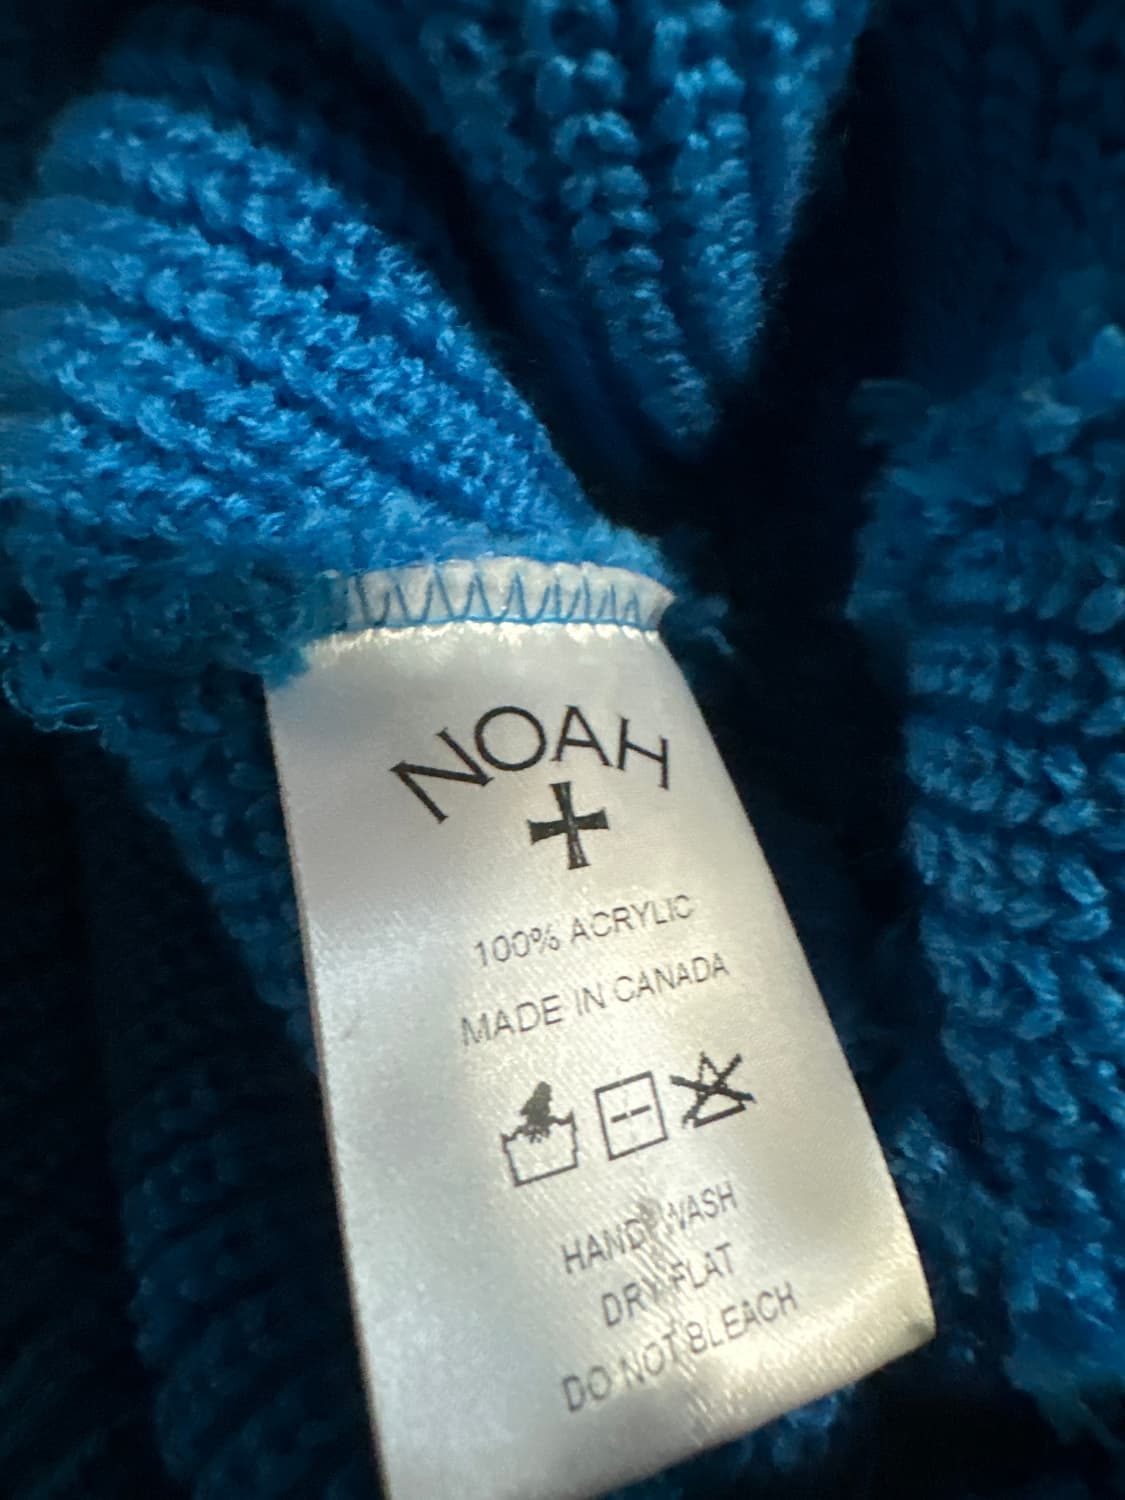 NOAH
100% ACRYLIC
MADE IN CANADA
HAND WASH
DRY FLAT
DO NOT BLEACH